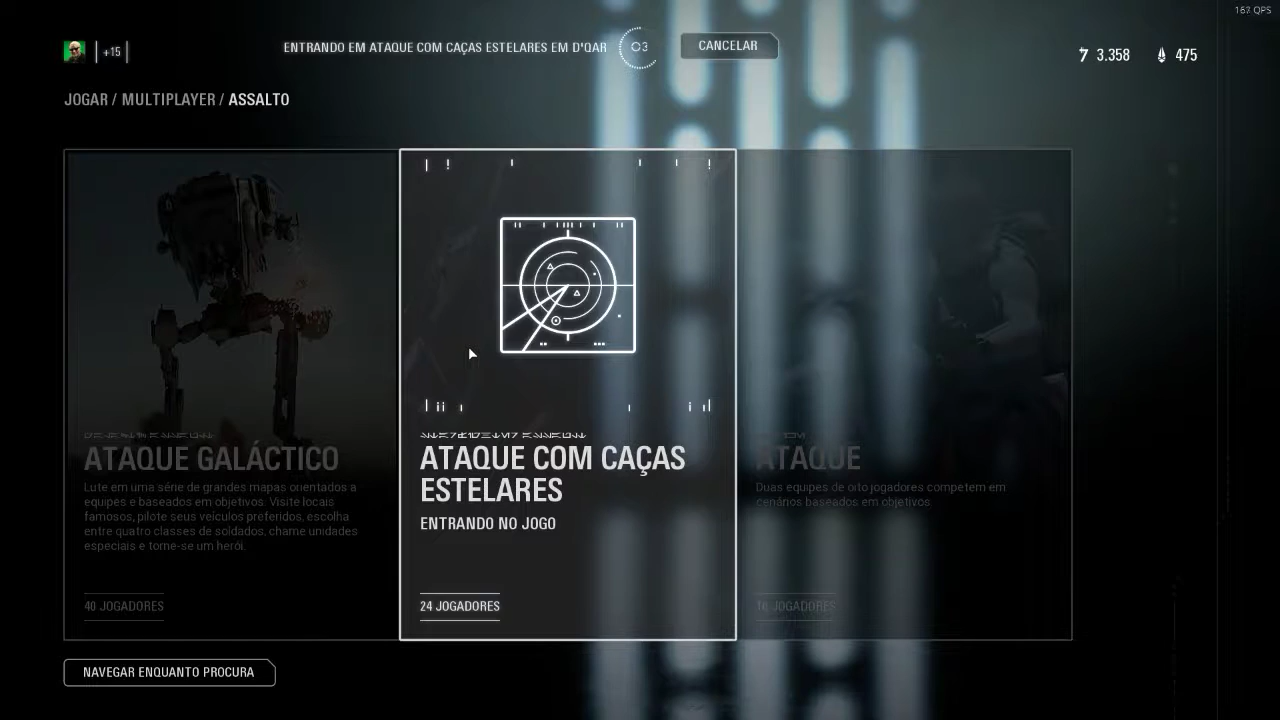 167 QPS
+15
ENTRANDO EM ATAQUE COM CAÇAS ESTELARES EM D'QAR
03
CANCELAR
3.358
475
JOGAR / MULTIPLAYER / ASSALTO
ATAQUE GALÁCTICO
Lute em uma série de grandes mapas orientados a
equipes e baseados em objetivos. Visite locais
famosos, pilote seus veículos preferidos, escolha
entre quatro classes de soldados, chame unidades
especiais e torne-se um herói.
40 JOGADORES
ATAQUE COM CAÇAS
ESTELARES
ENTRANDO NO JOGO
24 JOGADORES
ATAQUE
Duas equipes de oito jogadores competem em
cenários baseados em objetivos.
16 JOGADORES
NAVEGAR ENQUANTO PROCURA